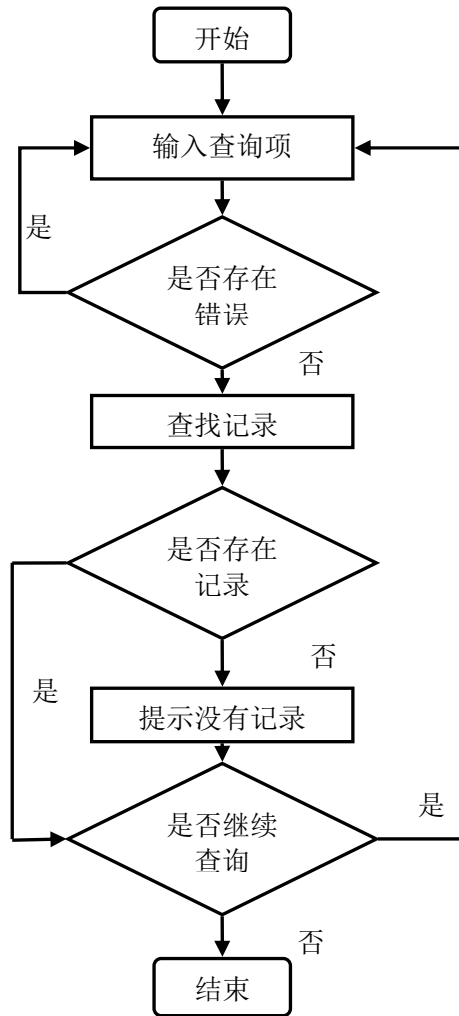 开始
输入查询项
是
是否存在
错误
否
查找记录
是否存在
记录
否
是
提示没有记录
是
是否继续
查询
否
结束